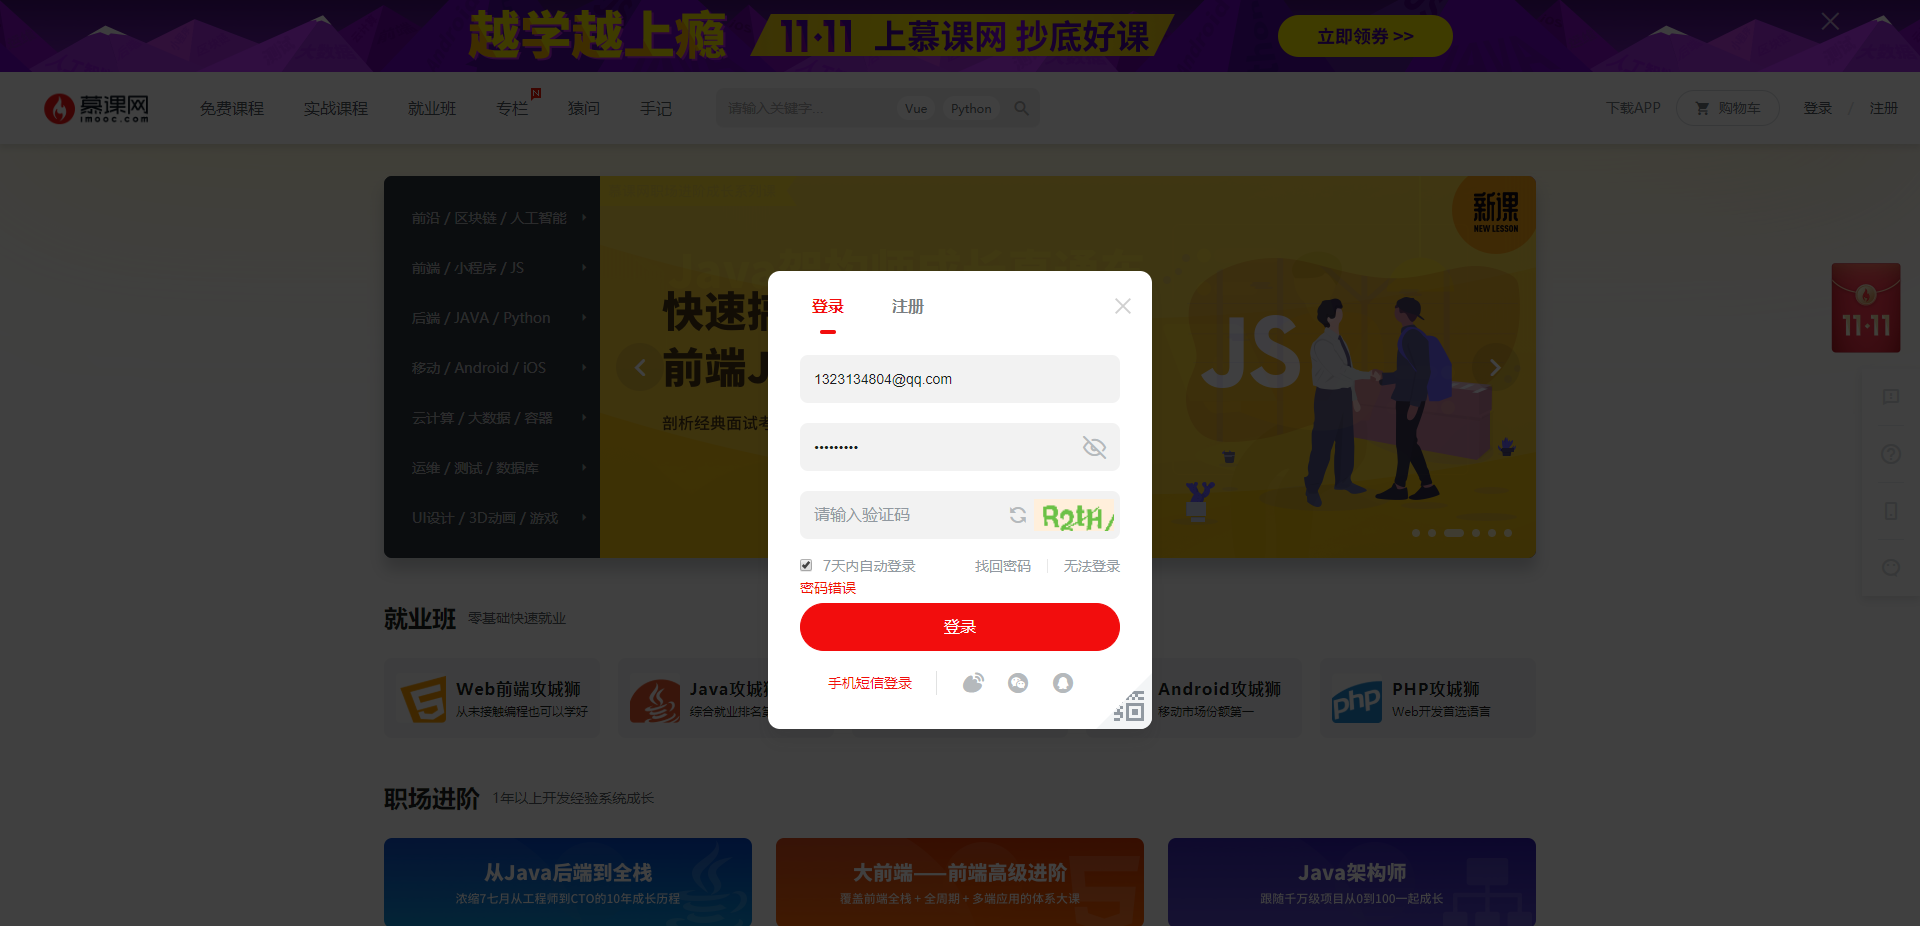 越学越上瘾
11·11 上慕课网 抄底好课
立即领券 >>
慕课网
imooc.com
免费课程
实战课程
就业班
专栏
N
猿问
手记
请输入关键字...
Vue
Python
下载APP
购物车
登录 / 注册
前沿 / 区块链 / 人工智能
前端 / 小程序 / JS
后端 / JAVA / Python
移动 / Android / iOS
云计算 / 大数据 / 容器
运维 / 测试 / 数据库
UI设计 / 3D动画 / 游戏
快速搞
前端J
剖析经典面试考
JS
新课
NEW LESSON
11·11
登录
注册
1323134804@qq.com
•••••••••
请输入验证码
R2tH
7天内自动登录
找回密码
无法登录
密码错误
登录
手机短信登录
就业班 零基础快速就业
Web前端攻城狮
从未接触编程也可以学好
Java攻城狮
综合就业排名第
Android攻城狮
移动市场份额第一
php
PHP攻城狮
Web开发首选语言
职场进阶 1年以上开发经验系统成长
从Java后端到全栈
浓缩7七月从工程师到CTO的10年成长历程
大前端——前端高级进阶
覆盖前端全栈 + 全周期 + 多端应用的体系大课
Java架构师
跟随千万级项目从0到100一起成长